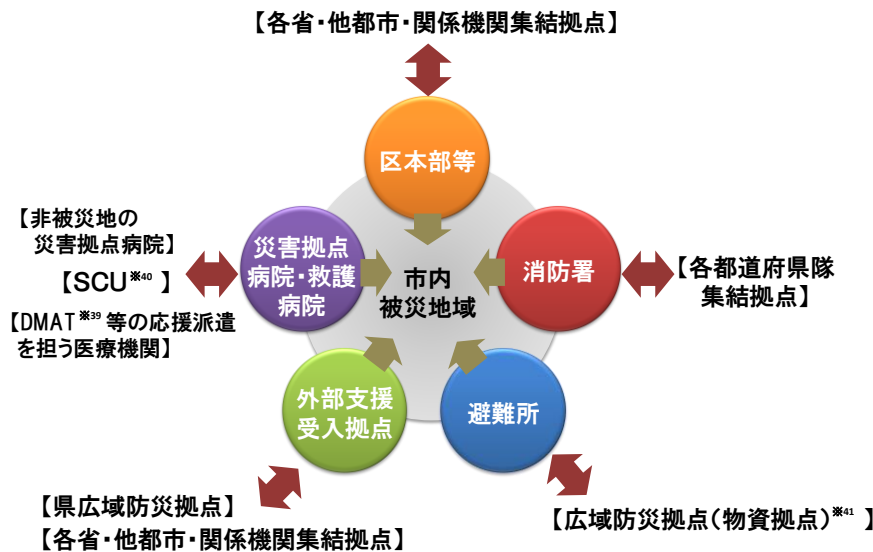 【各省・他都市・関係機関集結拠点】
区本部等
【非被災地の
災害拠点病院】
【SCU※40 】
【DMAT※39 等の応援派遣
を担う医療機関】
災害拠点
病院・救護
病院
市内
被災地域
消防署
【各都道府県隊
集結拠点】
外部支援
受入拠点
避難所
【県広域防災拠点】
【各省・他都市・関係機関集結拠点】
【広域防災拠点(物資拠点)※41 】